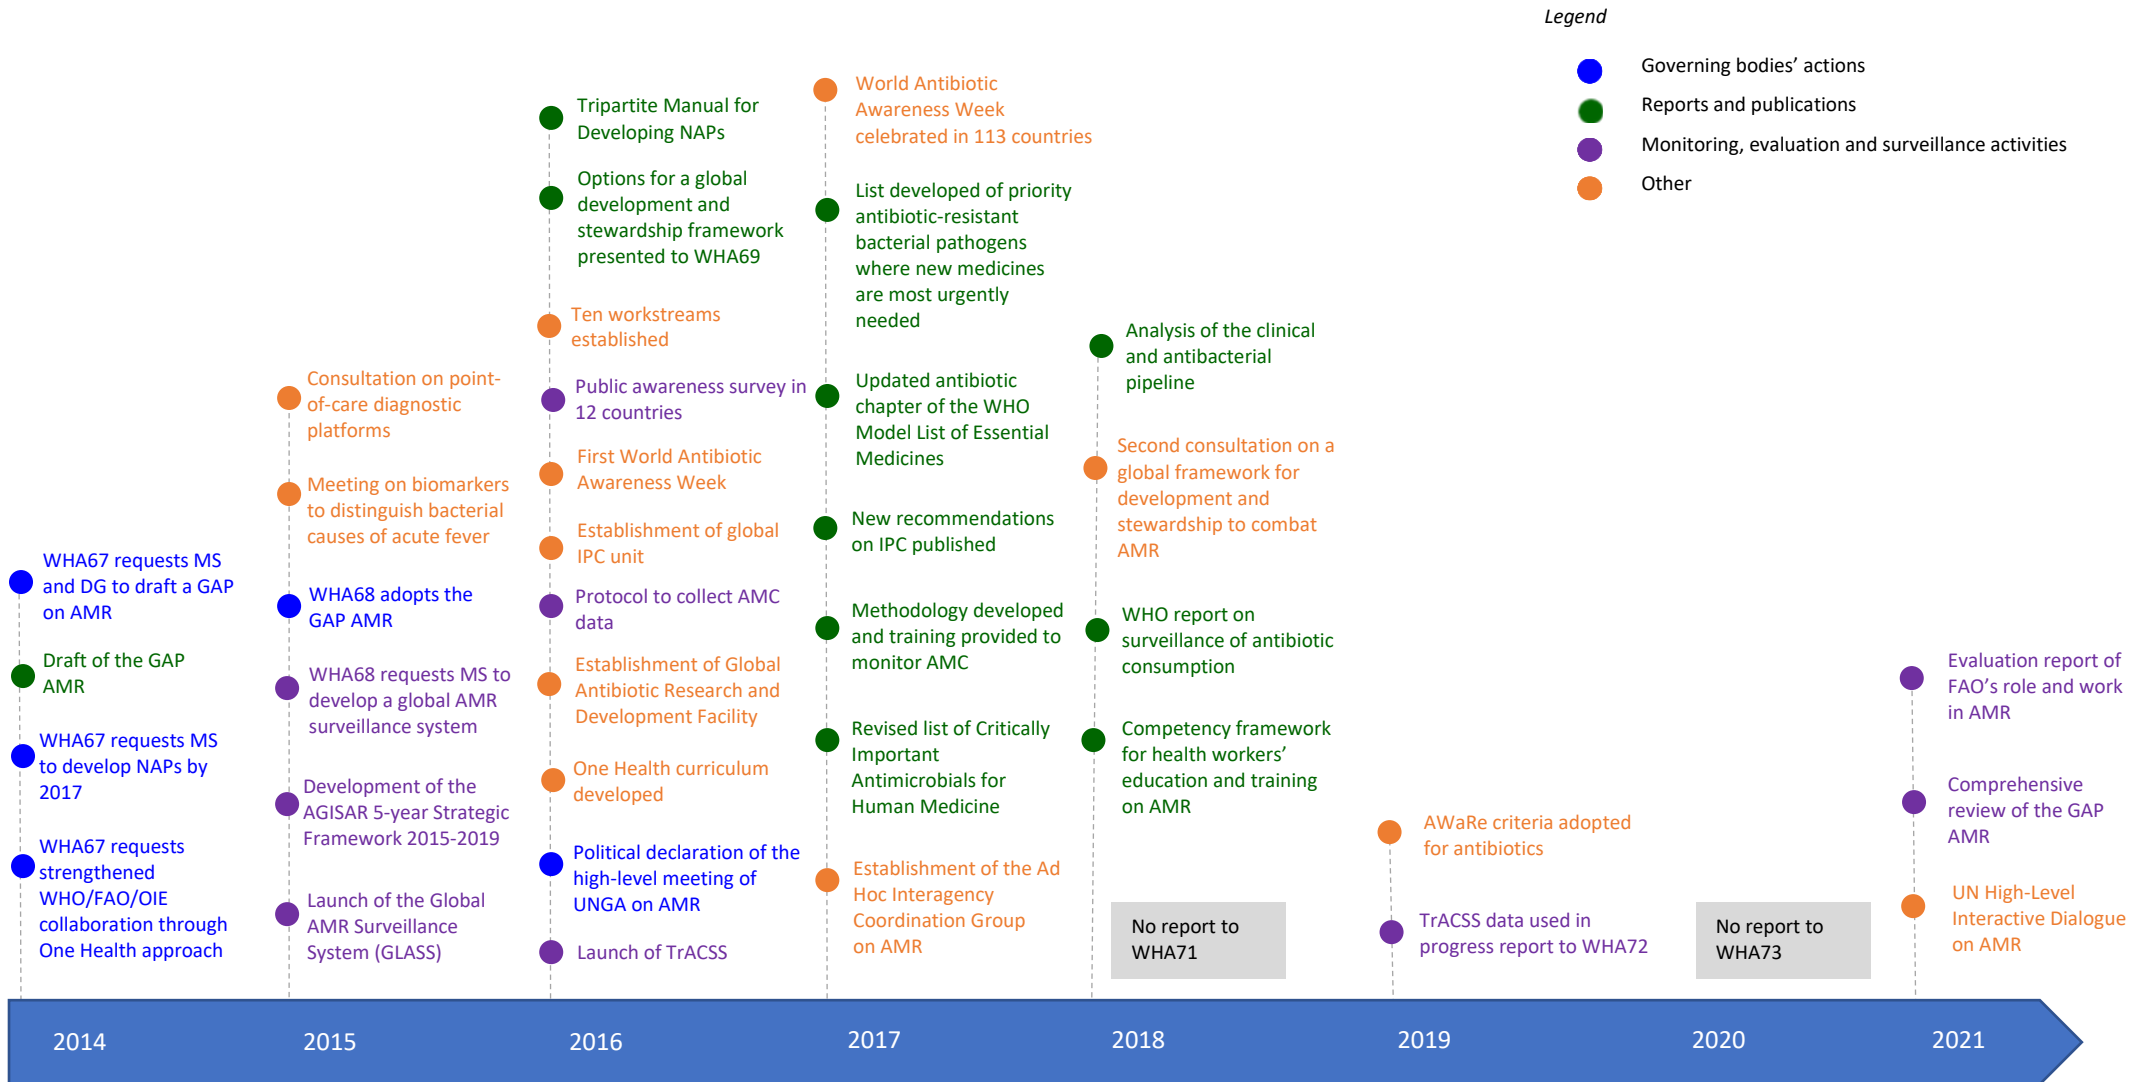 Legend
Governing bodies’ actions
Reports and publications
Monitoring, evaluation and surveillance activities
Other
WHA67 requests MS
and DG to draft a GAP
on AMR
Draft of the GAP
AMR
WHA67 requests MS
to develop NAPs by
2017
WHA67 requests
strengthened
WHO/FAO/OIE
collaboration through
One Health approach
Consultation on point-
of-care diagnostic
platforms
Meeting on biomarkers
to distinguish bacterial
causes of acute fever
WHA68 adopts the
GAP AMR
WHA68 requests MS to
develop a global AMR
surveillance system
Development of the
AGISAR 5-year Strategic
Framework 2015-2019
Launch of the Global
AMR Surveillance
System (GLASS)
Tripartite Manual for
Developing NAPs
Options for a global
development and
stewardship framework
presented to WHA69
Ten workstreams
established
Public awareness survey in
12 countries
First World Antibiotic
Awareness Week
Establishment of global
IPC unit
Protocol to collect AMC
data
Establishment of Global
Antibiotic Research and
Development Facility
One Health curriculum
developed
Political declaration of the
high-level meeting of
UNGA on AMR
Launch of TrACSS
World Antibiotic
Awareness Week
celebrated in 113 countries
List developed of priority
antibiotic-resistant
bacterial pathogens
where new medicines
are most urgently
needed
Updated antibiotic
chapter of the WHO
Model List of Essential
Medicines
New recommendations
on IPC published
Methodology developed
and training provided to
monitor AMC
Revised list of Critically
Important
Antimicrobials for
Human Medicine
Establishment of the Ad
Hoc Interagency
Coordination Group
on AMR
Analysis of the clinical
and antibacterial
pipeline
Second consultation on a
global framework for
development and
stewardship to combat
AMR
WHO report on
surveillance of antibiotic
consumption
Competency framework
for health workers’
education and training
on AMR
No report to
WHA71
AWaRe criteria adopted
for antibiotics
TrACSS data used in
progress report to WHA72
No report to
WHA73
Evaluation report of
FAO’s role and work
in AMR
Comprehensive
review of the GAP
AMR
UN High-Level
Interactive Dialogue
on AMR
2014
2015
2016
2017
2018
2019
2020
2021